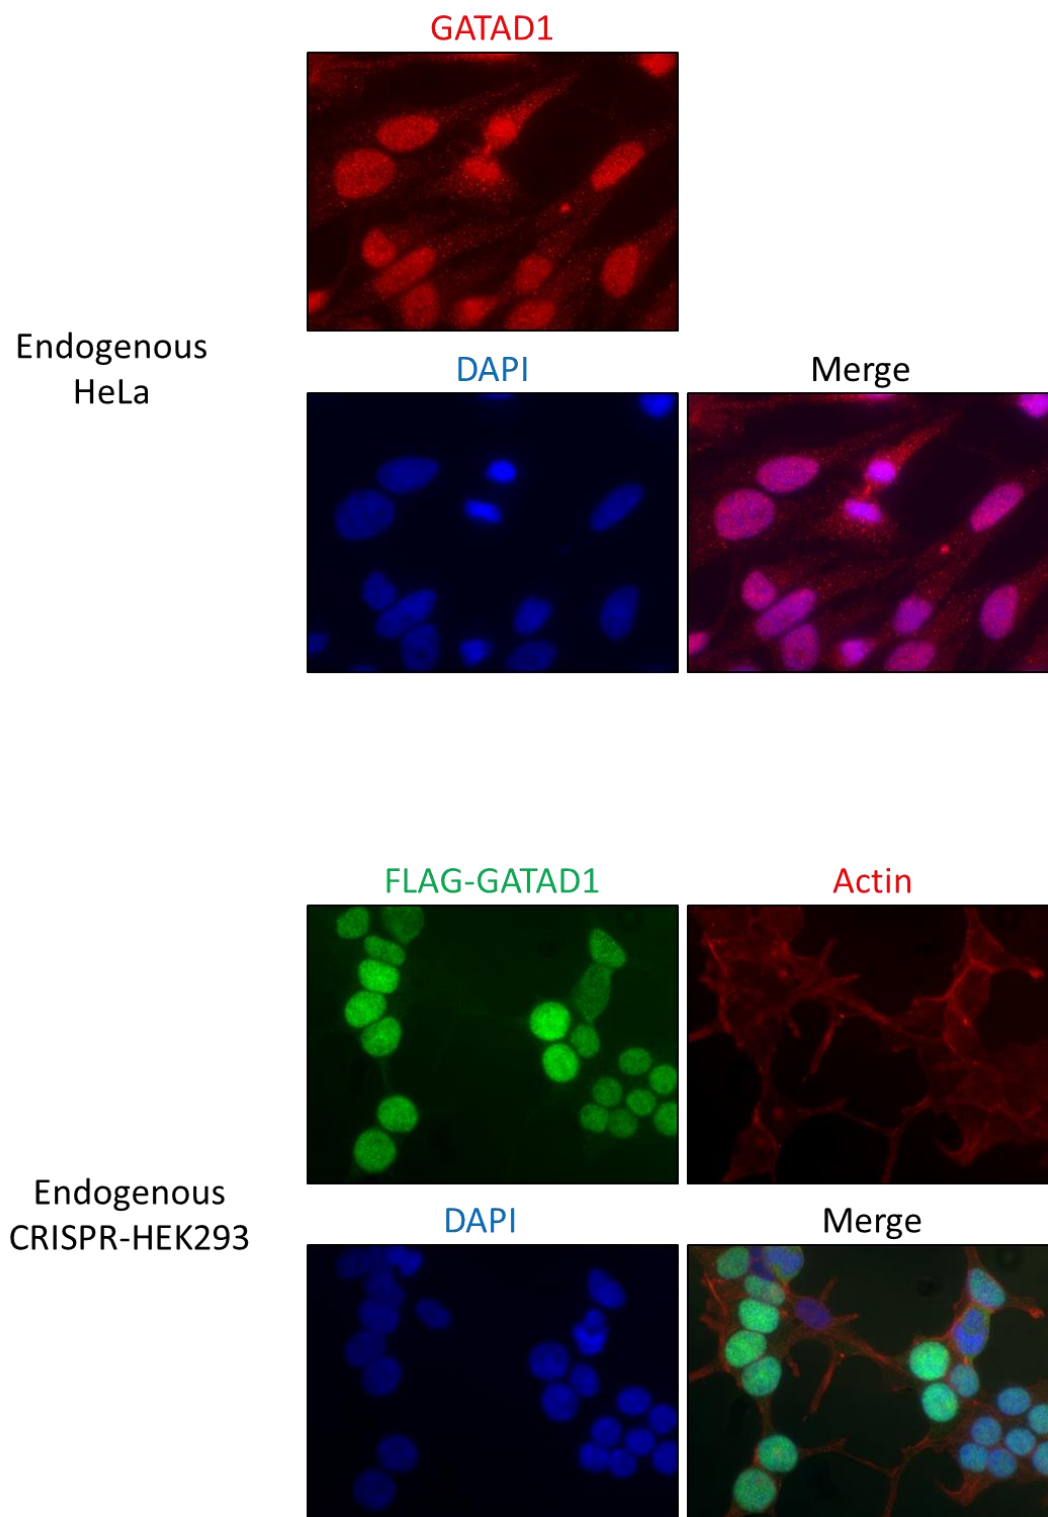 GATAD1
Endogenous
HeLa
DAPI
Merge
FLAG-GATAD1
Actin
Endogenous
CRISPR-HEK293
DAPI
Merge